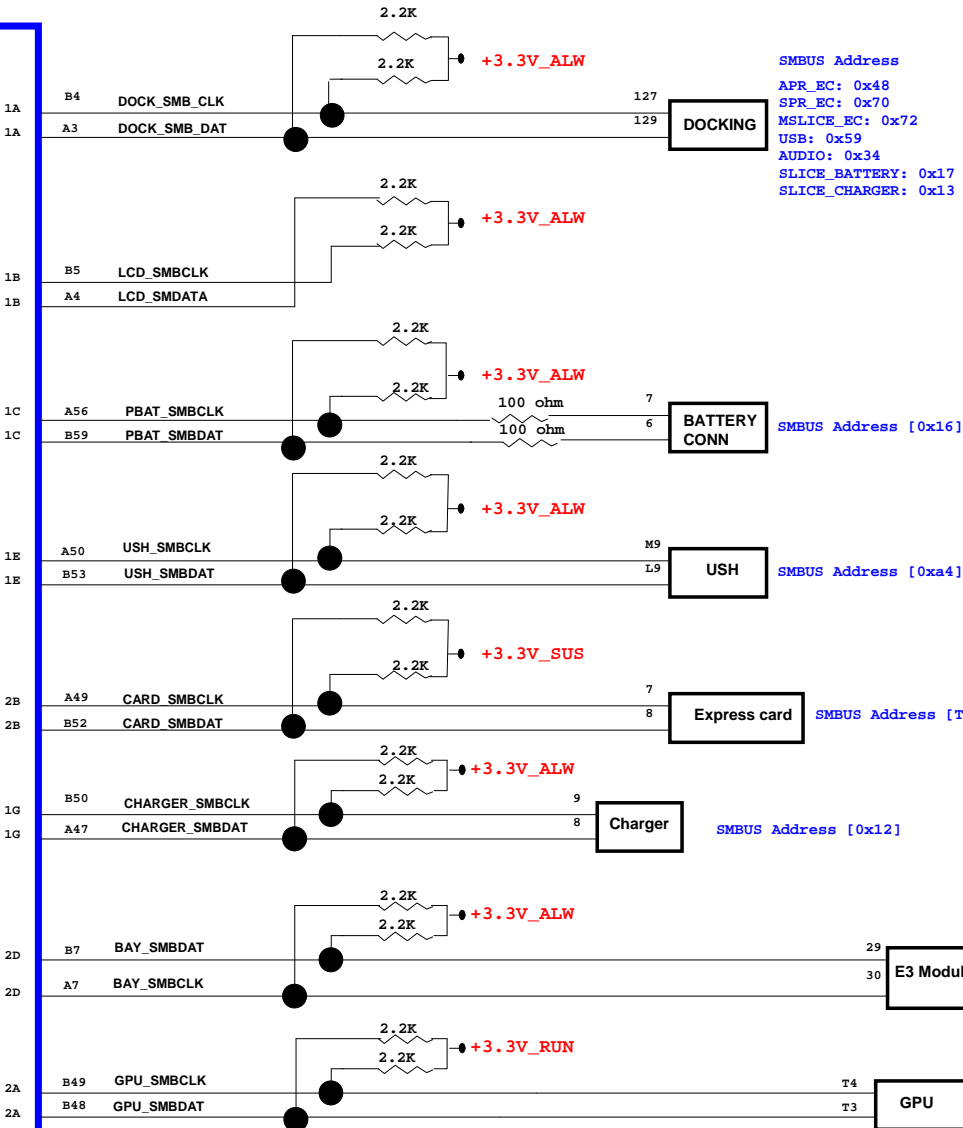 2.2K
2.2K
+3.3V_ALW
SMBUS Address
APR_EC: 0x48
SPR_EC: 0x70
MSLICE_EC: 0x72
USB: 0x59
AUDIO: 0x34
SLICE_BATTERY: 0x17
SLICE_CHARGER: 0x13
1A B4 DOCK_SMB_CLK 127
1A A3 DOCK_SMB_DAT 129
DOCKING
2.2K
2.2K
+3.3V_ALW
1B B5 LCD_SMBCLK
1B A4 LCD_SMDATA
2.2K
2.2K
+3.3V_ALW
1C A56 PBAT_SMBCLK 100 ohm 7
1C B59 PBAT_SMBDAT 100 ohm 6
BATTERY
CONN
SMBUS Address [0x16]
2.2K
2.2K
+3.3V_ALW
1E A50 USH_SMBCLK M9
1E B53 USH_SMBDAT L9
USH
SMBUS Address [0xa4]
2.2K
2.2K
+3.3V_SUS
2B A49 CARD_SMBCLK 7
2B B52 CARD_SMBDAT 8
Express card
SMBUS Address [T
2.2K
2.2K
+3.3V_ALW
1G B50 CHARGER_SMBCLK 9
1G A47 CHARGER_SMBDAT 8
Charger
SMBUS Address [0x12]
2.2K
2.2K
+3.3V_ALW
2D B7 BAY_SMBDAT 29
2D A7 BAY_SMBCLK 30
E3 Modul
2.2K
2.2K
+3.3V_RUN
2A B49 GPU_SMBCLK T4
2A B48 GPU_SMBDAT T3
GPU